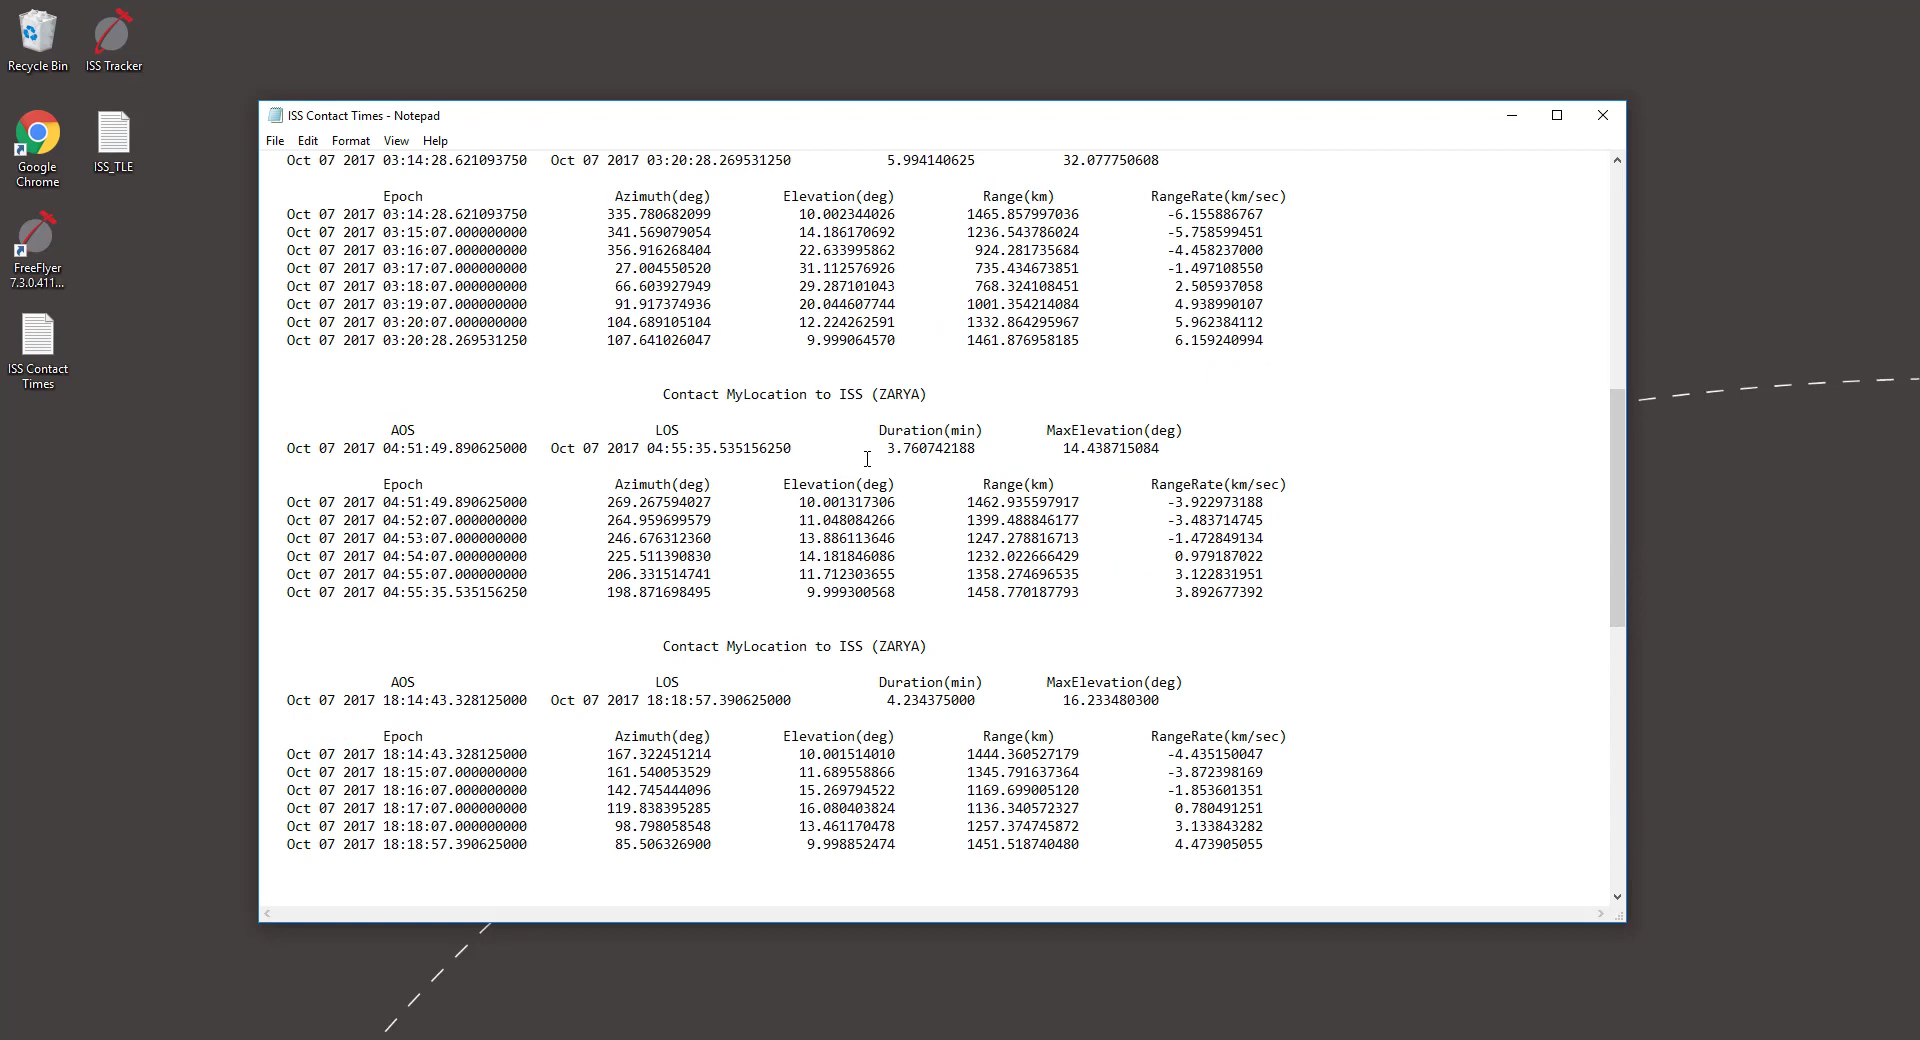 Recycle Bin
ISS Tracker
Google
Chrome
ISS_TLE
FreeFlyer
7.3.0.411...
ISS Contact
Times
ISS Contact Times - Notepad
File Edit Format View Help
Oct 07 2017 03:14:28.621093750 Oct 07 2017 03:20:28.269531250 5.994140625 32.077750608
Epoch Azimuth(deg) Elevation(deg) Range(km) RangeRate(km/sec)
Oct 07 2017 03:14:28.621093750 335.780682099 10.002344026 1465.857997036 -6.155886767
Oct 07 2017 03:15:07.000000000 341.569079054 14.186170692 1236.543786024 -5.758599451
Oct 07 2017 03:16:07.000000000 356.916268404 22.633995862 924.281735684 -4.458237000
Oct 07 2017 03:17:07.000000000 27.004550520 31.112576926 735.434673851 -1.497108550
Oct 07 2017 03:18:07.000000000 66.603927949 29.287101043 768.324108451 2.505937058
Oct 07 2017 03:19:07.000000000 91.917374936 20.044607744 1001.354214084 4.938990107
Oct 07 2017 03:20:07.000000000 104.689105104 12.224262591 1332.864295967 5.962384112
Oct 07 2017 03:20:28.269531250 107.641026047 9.999064570 1461.876958185 6.159240994
Contact MyLocation to ISS (ZARYA)
AOS LOS Duration(min) MaxElevation(deg)
Oct 07 2017 04:51:49.890625000 Oct 07 2017 04:55:35.535156250 3.760742188 14.438715084
Epoch Azimuth(deg) Elevation(deg) Range(km) RangeRate(km/sec)
Oct 07 2017 04:51:49.890625000 269.267594027 10.001317306 1462.935597917 -3.922973188
Oct 07 2017 04:52:07.000000000 264.959699579 11.048084266 1399.488846177 -3.483714745
Oct 07 2017 04:53:07.000000000 246.676312360 13.886113646 1247.278816713 -1.472849134
Oct 07 2017 04:54:07.000000000 225.511390830 14.181846086 1232.022666429 0.979187022
Oct 07 2017 04:55:07.000000000 206.331514741 11.712303655 1358.274696535 3.122831951
Oct 07 2017 04:55:35.535156250 198.871698495 9.999300568 1458.770187793 3.892677392
Contact MyLocation to ISS (ZARYA)
AOS LOS Duration(min) MaxElevation(deg)
Oct 07 2017 18:14:43.328125000 Oct 07 2017 18:18:57.390625000 4.234375000 16.233480300
Epoch Azimuth(deg) Elevation(deg) Range(km) RangeRate(km/sec)
Oct 07 2017 18:14:43.328125000 167.322451214 10.001514010 1444.360527179 -4.435150047
Oct 07 2017 18:15:07.000000000 161.540053529 11.689558866 1345.791637364 -3.872398169
Oct 07 2017 18:16:07.000000000 142.745444096 15.269794522 1169.699005120 -1.853601351
Oct 07 2017 18:17:07.000000000 119.838395285 16.080403824 1136.340572327 0.780491251
Oct 07 2017 18:18:07.000000000 98.798058548 13.461170478 1257.374745872 3.133843282
Oct 07 2017 18:18:57.390625000 85.506326900 9.998852474 1451.518740480 4.473905055